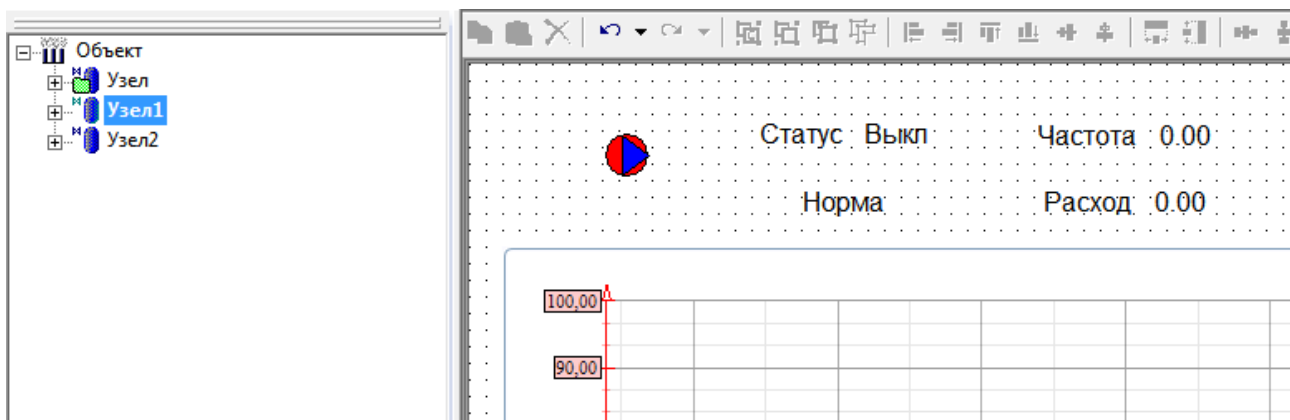 Объект
Узел
Узел1
Узел2
Статус Выкл Частота 0.00
Норма Расход 0.00
100,00
90,00